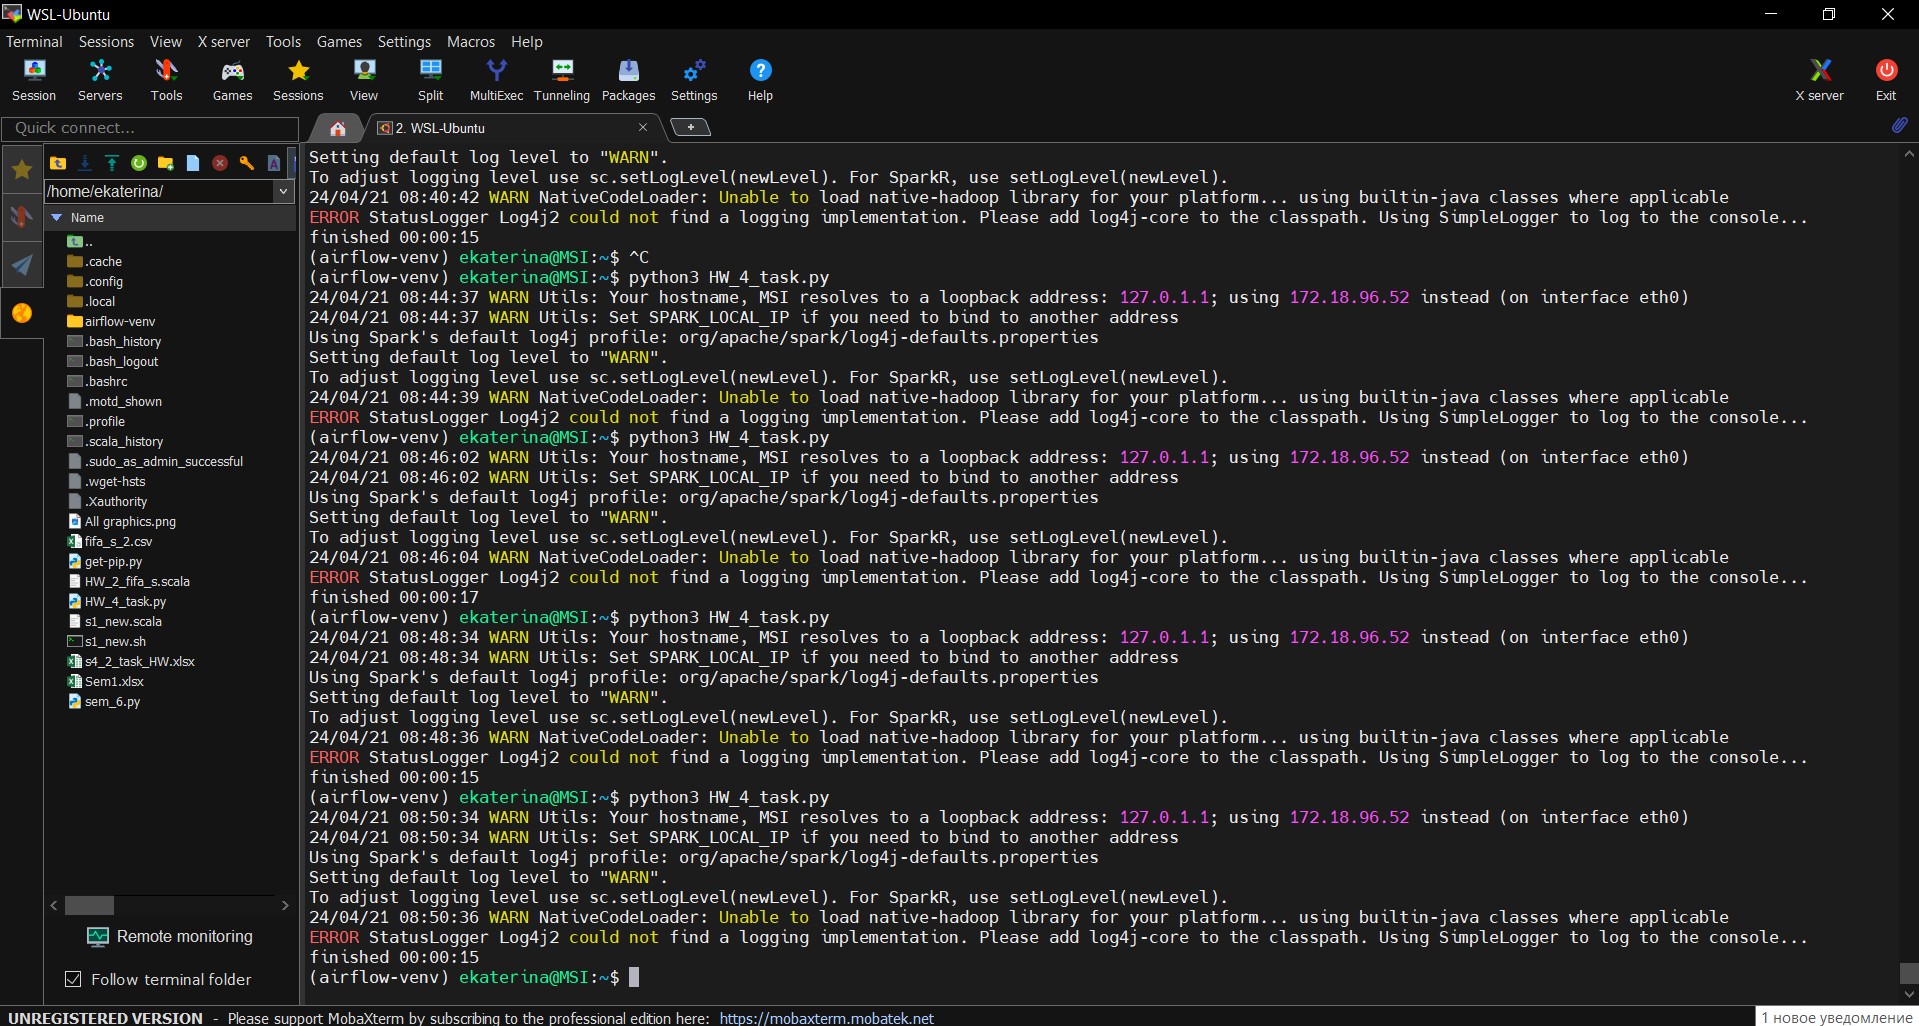 WSL-Ubuntu
Terminal Sessions View X server Tools Games Settings Macros Help
Session Servers Tools Games Sessions View Split MultiExec Tunneling Packages Settings Help X server Exit
Quick connect...
2. WSL-Ubuntu
/home/ekaterina/
Name
..
.cache
.config
.local
airflow-venv
.bash_history
.bash_logout
.bashrc
.motd_shown
.profile
.scala_history
.sudo_as_admin_successful
.wget-hsts
.Xauthority
All graphics.png
fifa_s_2.csv
get-pip.py
HW_2_fifa_s.scala
HW_4_task.py
s1_new.scala
s1_new.sh
s4_2_task_HW.xlsx
Sem1.xlsx
sem_6.py
Remote monitoring
Follow terminal folder
Setting default log level to "WARN".
To adjust logging level use sc.setLogLevel(newLevel). For SparkR, use setLogLevel(newLevel).
24/04/21 08:40:42 WARN NativeCodeLoader: Unable to load native-hadoop library for your platform... using builtin-java classes where applicable
ERROR StatusLogger Log4j2 could not find a logging implementation. Please add log4j-core to the classpath. Using SimpleLogger to log to the console...
finished 00:00:15
(airflow-venv) ekaterina@MSI:~$ ^C
(airflow-venv) ekaterina@MSI:~$ python3 HW_4_task.py
24/04/21 08:44:37 WARN Utils: Your hostname, MSI resolves to a loopback address: 127.0.1.1; using 172.18.96.52 instead (on interface eth0)
24/04/21 08:44:37 WARN Utils: Set SPARK_LOCAL_IP if you need to bind to another address
Using Spark's default log4j profile: org/apache/spark/log4j-defaults.properties
Setting default log level to "WARN".
To adjust logging level use sc.setLogLevel(newLevel). For SparkR, use setLogLevel(newLevel).
24/04/21 08:44:39 WARN NativeCodeLoader: Unable to load native-hadoop library for your platform... using builtin-java classes where applicable
ERROR StatusLogger Log4j2 could not find a logging implementation. Please add log4j-core to the classpath. Using SimpleLogger to log to the console...
(airflow-venv) ekaterina@MSI:~$ python3 HW_4_task.py
24/04/21 08:46:02 WARN Utils: Your hostname, MSI resolves to a loopback address: 127.0.1.1; using 172.18.96.52 instead (on interface eth0)
24/04/21 08:46:02 WARN Utils: Set SPARK_LOCAL_IP if you need to bind to another address
Using Spark's default log4j profile: org/apache/spark/log4j-defaults.properties
Setting default log level to "WARN".
To adjust logging level use sc.setLogLevel(newLevel). For SparkR, use setLogLevel(newLevel).
24/04/21 08:46:04 WARN NativeCodeLoader: Unable to load native-hadoop library for your platform... using builtin-java classes where applicable
ERROR StatusLogger Log4j2 could not find a logging implementation. Please add log4j-core to the classpath. Using SimpleLogger to log to the console...
finished 00:00:17
(airflow-venv) ekaterina@MSI:~$ python3 HW_4_task.py
24/04/21 08:48:34 WARN Utils: Your hostname, MSI resolves to a loopback address: 127.0.1.1; using 172.18.96.52 instead (on interface eth0)
24/04/21 08:48:34 WARN Utils: Set SPARK_LOCAL_IP if you need to bind to another address
Using Spark's default log4j profile: org/apache/spark/log4j-defaults.properties
Setting default log level to "WARN".
To adjust logging level use sc.setLogLevel(newLevel). For SparkR, use setLogLevel(newLevel).
24/04/21 08:48:36 WARN NativeCodeLoader: Unable to load native-hadoop library for your platform... using builtin-java classes where applicable
ERROR StatusLogger Log4j2 could not find a logging implementation. Please add log4j-core to the classpath. Using SimpleLogger to log to the console...
finished 00:00:15
(airflow-venv) ekaterina@MSI:~$ python3 HW_4_task.py
24/04/21 08:50:34 WARN Utils: Your hostname, MSI resolves to a loopback address: 127.0.1.1; using 172.18.96.52 instead (on interface eth0)
24/04/21 08:50:34 WARN Utils: Set SPARK_LOCAL_IP if you need to bind to another address
Using Spark's default log4j profile: org/apache/spark/log4j-defaults.properties
Setting default log level to "WARN".
To adjust logging level use sc.setLogLevel(newLevel). For SparkR, use setLogLevel(newLevel).
24/04/21 08:50:36 WARN NativeCodeLoader: Unable to load native-hadoop library for your platform... using builtin-java classes where applicable
ERROR StatusLogger Log4j2 could not find a logging implementation. Please add log4j-core to the classpath. Using SimpleLogger to log to the console...
finished 00:00:15
(airflow-venv) ekaterina@MSI:~$
UNREGISTERED VERSION - Please support MobaXterm by subscribing to the professional edition here: https://mobaxterm.mobatek.net
1 новое уведомление